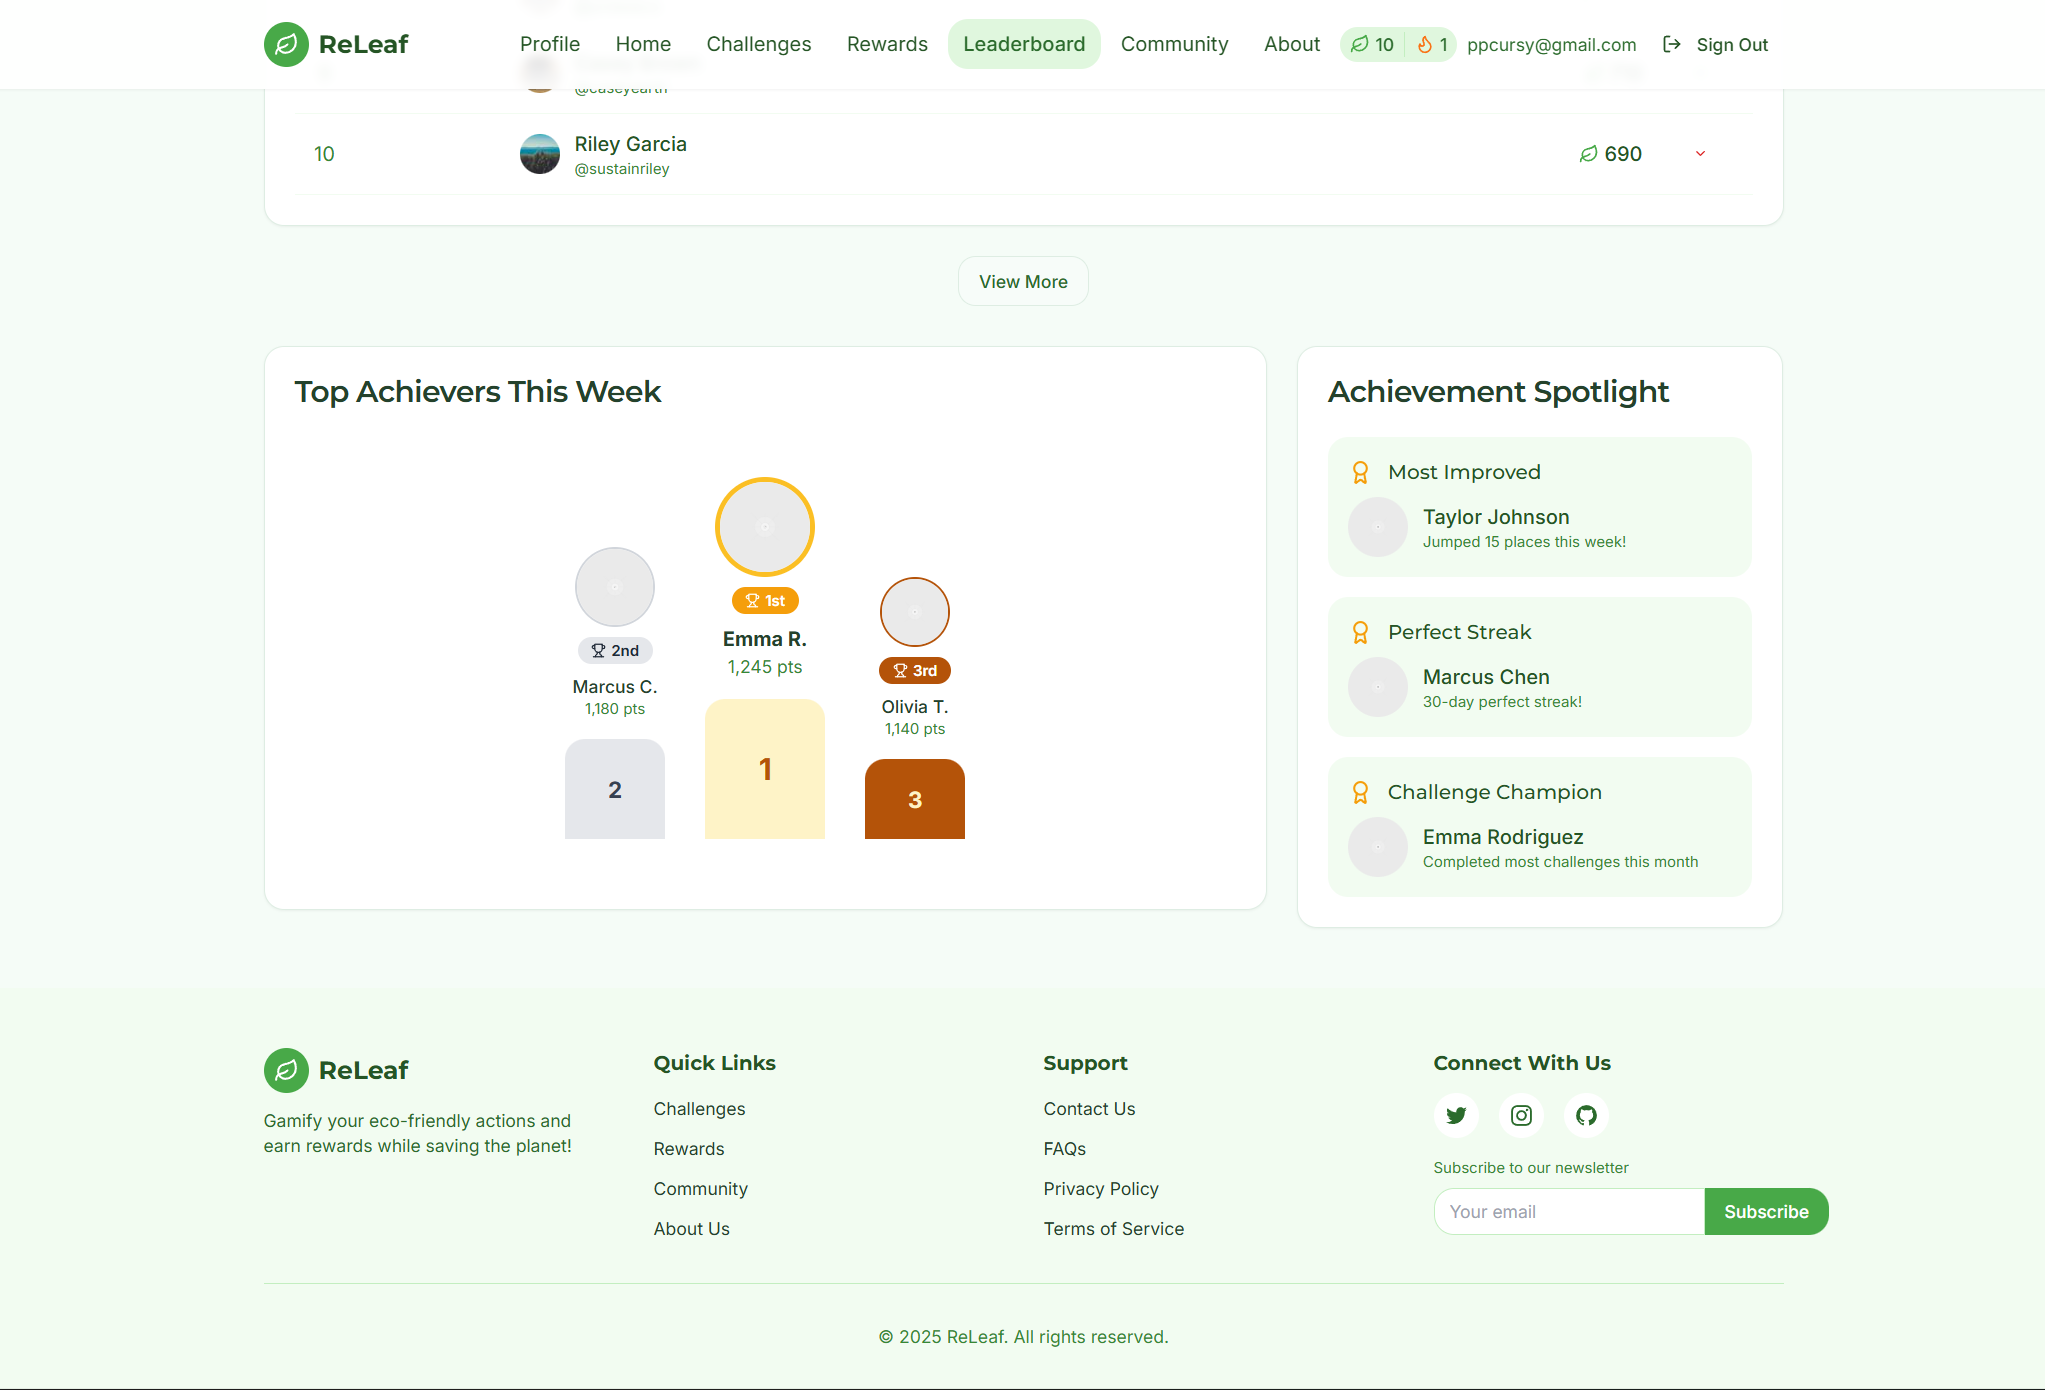 ReLeaf
Profile
Home
Challenges
Rewards
Leaderboard
Community
About
10
1
ppcursy@gmail.com
Sign Out
@caseyearth
10
Riley Garcia
@sustainriley
690
View More
Top Achievers This Week
1st
Emma R.
1,245 pts
2nd
Marcus C.
1,180 pts
3rd
Olivia T.
1,140 pts
2
1
3
Achievement Spotlight
Most Improved
Taylor Johnson
Jumped 15 places this week!
Perfect Streak
Marcus Chen
30-day perfect streak!
Challenge Champion
Emma Rodriguez
Completed most challenges this month
ReLeaf
Gamify your eco-friendly actions and
earn rewards while saving the planet!
Quick Links
Challenges
Rewards
Community
About Us
Support
Contact Us
FAQs
Privacy Policy
Terms of Service
Connect With Us
Subscribe to our newsletter
Your email
Subscribe
© 2025 ReLeaf. All rights reserved.